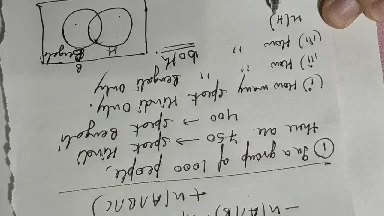 - n(A∩B)
+ n(A∩B∩C)
① In a group of 1000 people,
there are 750 → speak Hindi
400 → speak Bengali
(i) How many speak Hindi Only.
(ii) How " " Bengali Only
(iii) How " " BOTH
n(H)
B H
Bengali